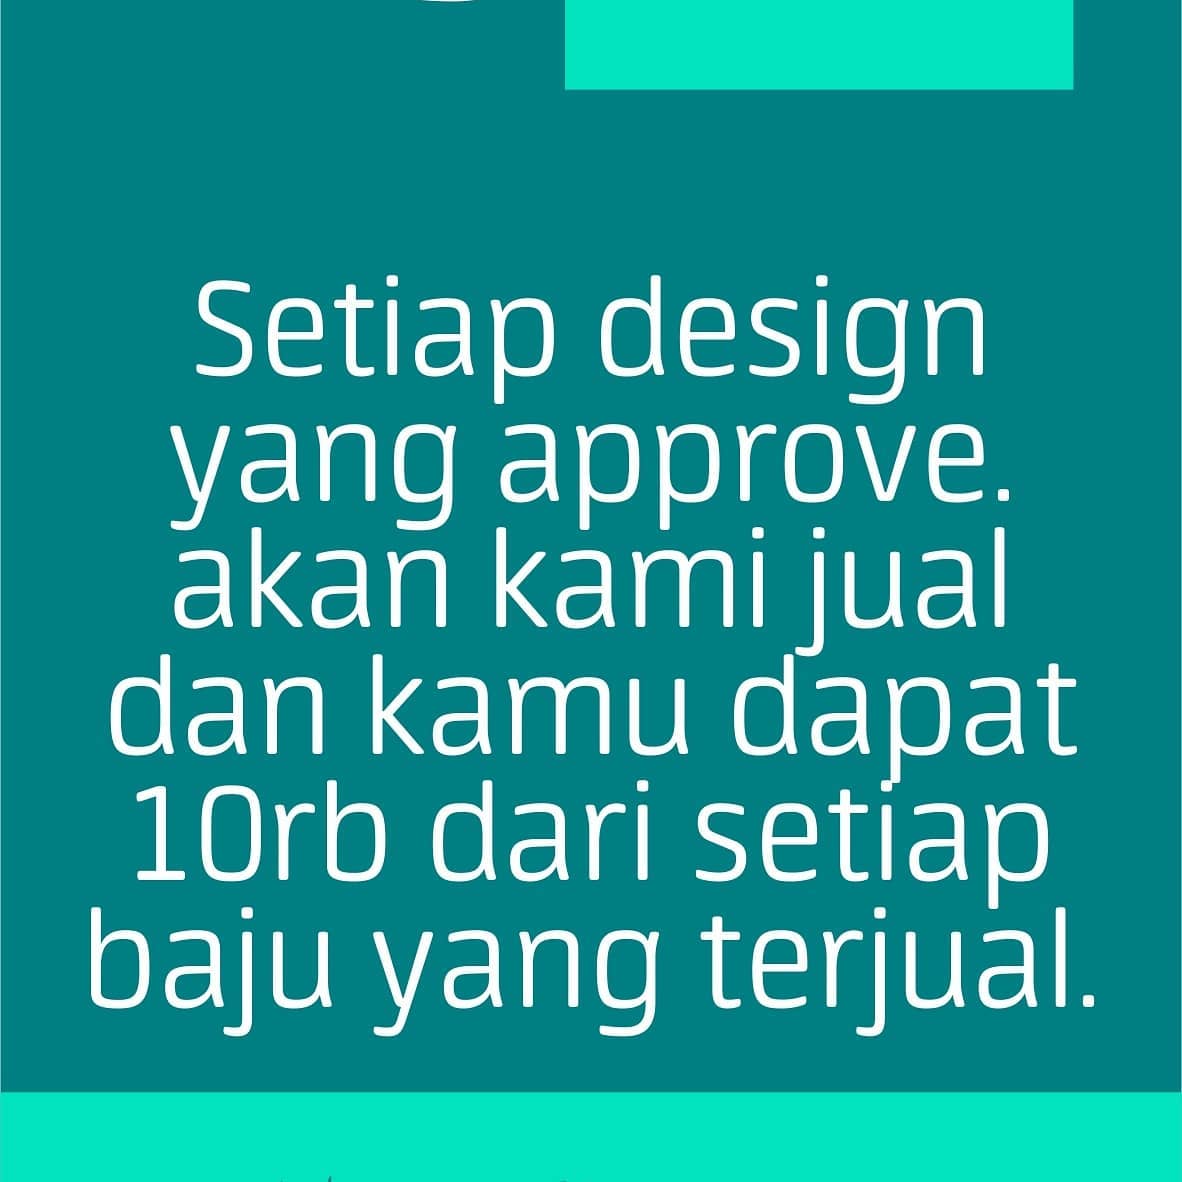 Setiap design
yang approve.
akan kami jual
dan kamu dapat
10rb dari setiap
baju yang terjual.